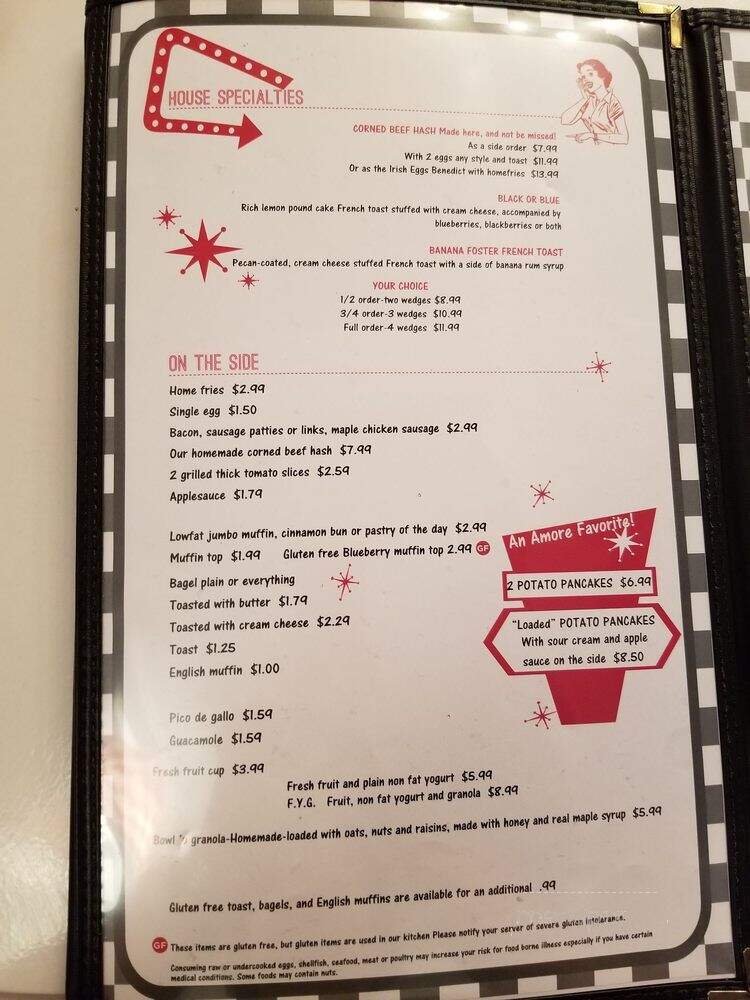 HOUSE SPECIALTIES
CORNED BEEF HASH Made here, and not be missed!
As a side order $7.99
With 2 eggs any style and toast $11.99
Or as the Irish Eggs Benedict with homefries $13.99
BLACK OR BLUE
Rich lemon pound cake French toast stuffed with cream cheese, accompanied by
blueberries, blackberries or both
BANANA FOSTER FRENCH TOAST
Pecan-coated, cream cheese stuffed French toast with a side of banana rum syrup
YOUR CHOICE
1/2 order-two wedges $8.99
3/4 order-3 wedges $10.99
Full order-4 wedges $11.99
ON THE SIDE
Home fries $2.99
Single egg $1.50
Bacon, sausage patties or links, maple chicken sausage $2.99
Our homemade corned beef hash $7.99
2 grilled thick tomato slices $2.59
Applesauce $1.79
Lowfat jumbo muffin, cinnamon bun or pastry of the day $2.99
Muffin top $1.99 Gluten free Blueberry muffin top 2.99 GF
Bagel plain or everything
Toasted with butter $1.79
Toasted with cream cheese $2.29
Toast $1.25
English muffin $1.00
An Amore Favorite!
2 POTATO PANCAKES $6.99
"Loaded" POTATO PANCAKES
With sour cream and apple
sauce on the side $8.50
Pico de gallo $1.59
Guacamole $1.59
Fresh fruit cup $3.99
Fresh fruit and plain non fat yogurt $5.99
F.Y.G. Fruit, non fat yogurt and granola $8.99
Bowl 'o granola-Homemade-loaded with oats, nuts and raisins, made with honey and real maple syrup $5.99
Gluten free toast, bagels, and English muffins are available for an additional .99
GF These items are gluten free, but gluten items are used in our kitchen Please notify your server of severe gluten intolerance.
Consuming raw or undercooked eggs, shellfish, seafood, meat or poultry may increase your risk for food borne illness especially if you have certain
medical conditions. Some foods may contain nuts.